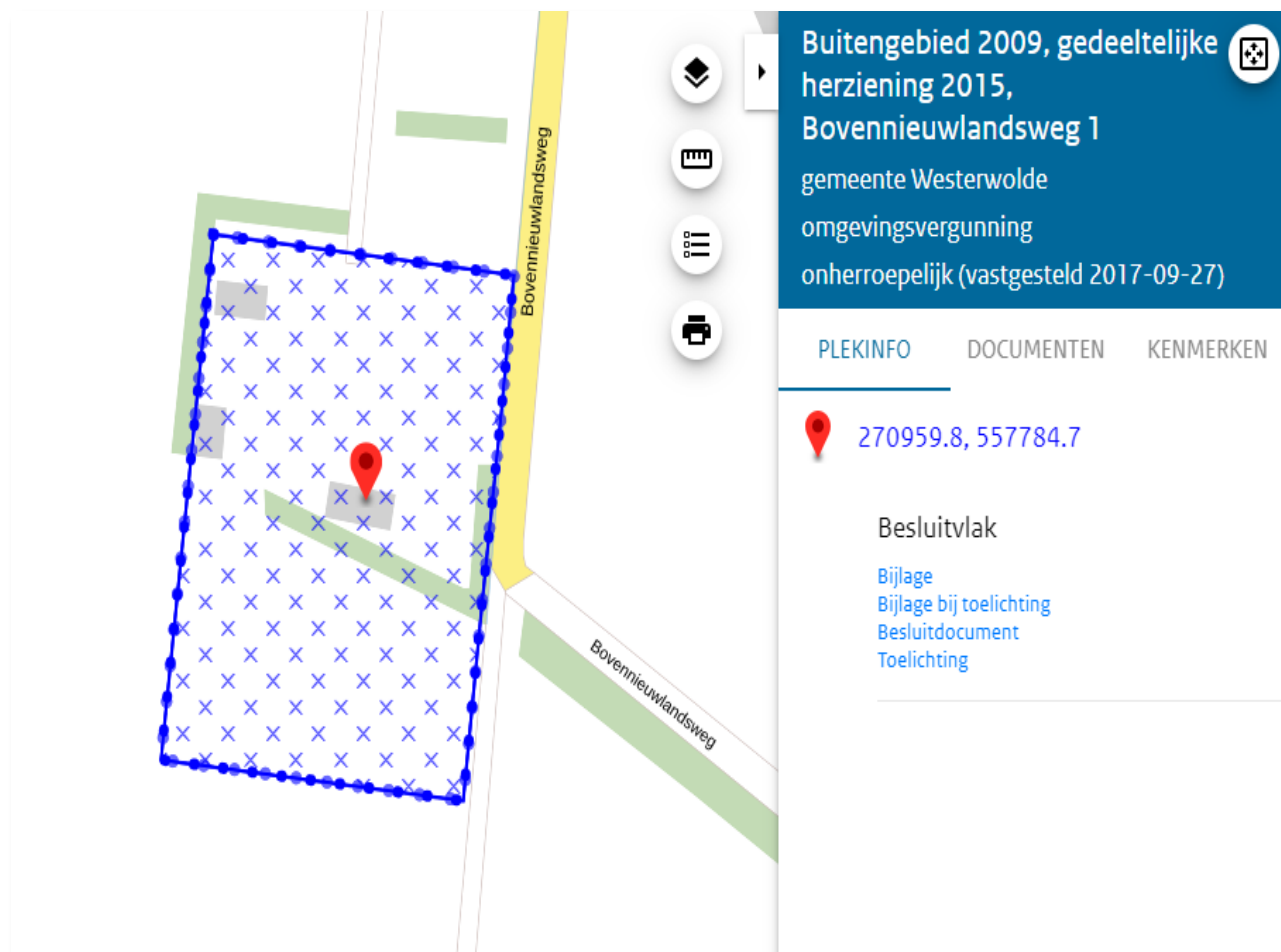 Buitengebied 2009, gedeeltelijke
herziening 2015,
Bovennieuwlandsweg 1
gemeente Westerwolde
omgevingsvergunning
onherroepelijk (vastgesteld 2017-09-27)
PLEKINFO DOCUMENTEN KENMERKEN
270959.8, 557784.7
Besluitvlak
Bijlage
Bijlage bij toelichting
Besluitdocument
Toelichting
Bovennieuwlandsweg
Bovennieuwlandsweg